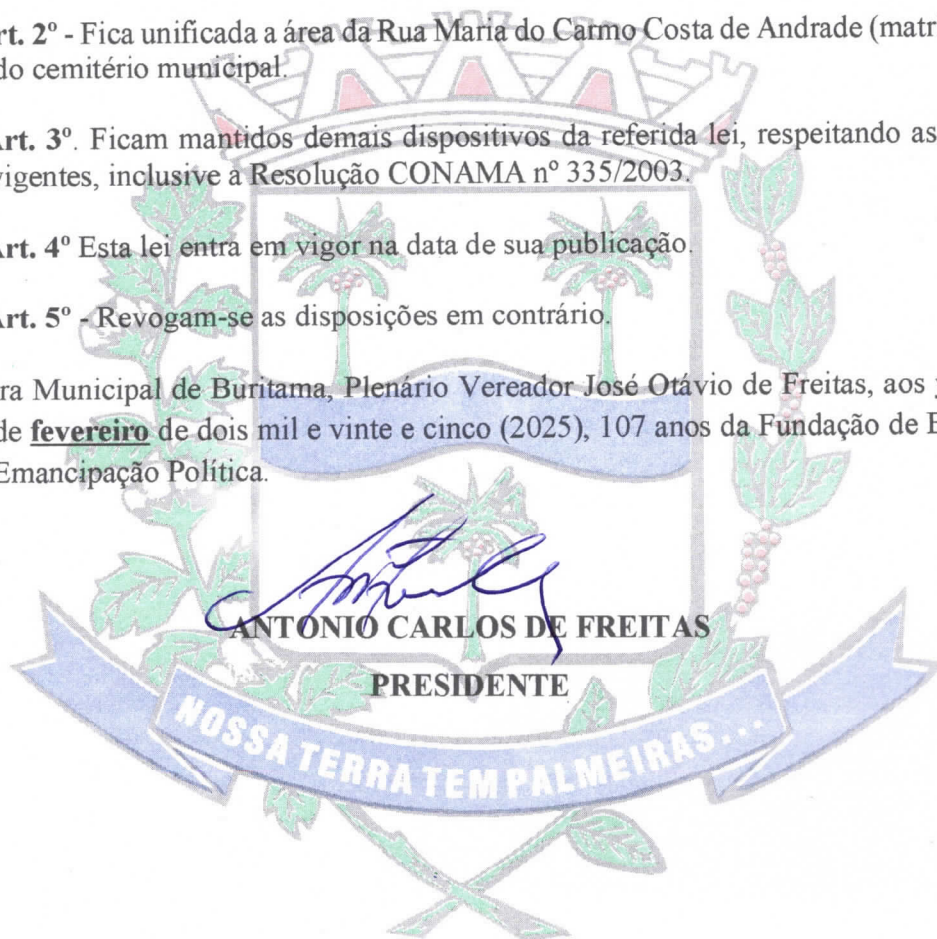 rt. 2º - Fica unificada a área da Rua Maria do Carmo Costa de Andrade (matr
do cemitério municipal.
Art. 3º. Ficam mantidos demais dispositivos da referida lei, respeitando as
vigentes, inclusive a Resolução CONAMA nº 335/2003.
Art. 4º Esta lei entra em vigor na data de sua publicação.
Art. 5º - Revogam-se as disposições em contrário.
ra Municipal de Buritama, Plenário Vereador José Otávio de Freitas, aos
de fevereiro de dois mil e vinte e cinco (2025), 107 anos da Fundação de B
Emancipação Política.
ANTONIO CARLOS DE FREITAS
PRESIDENTE
NOSSA TERRA TEM PALMEIRAS...